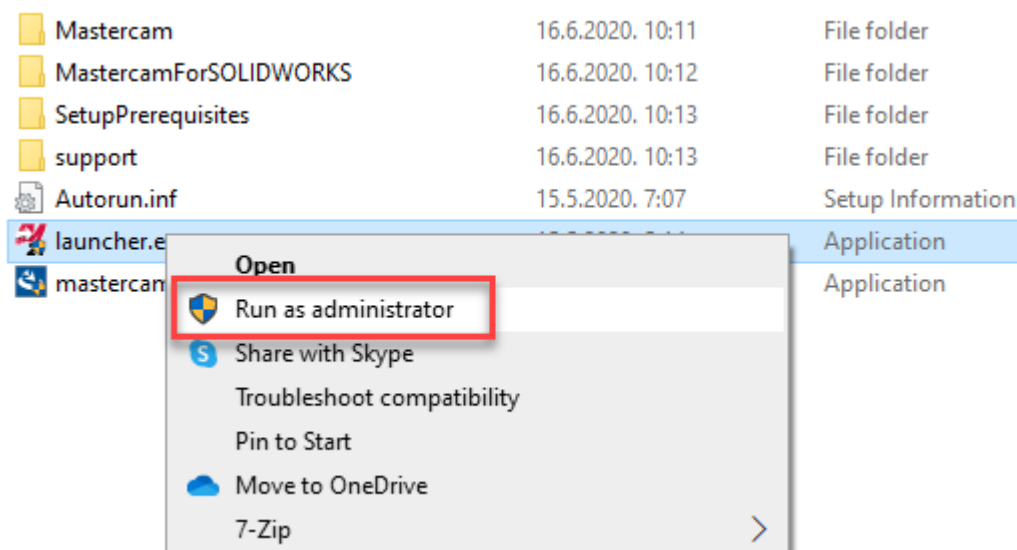 Mastercam 16.6.2020. 10:11 File folder
MastercamForSOLIDWORKS 16.6.2020. 10:12 File folder
SetupPrerequisites 16.6.2020. 10:13 File folder
support 16.6.2020. 10:13 File folder
Autorun.inf 15.5.2020. 7:07 Setup Information
launcher.e Application
mastercam Application
Open
Run as administrator
Share with Skype
Troubleshoot compatibility
Pin to Start
Move to OneDrive
7-Zip